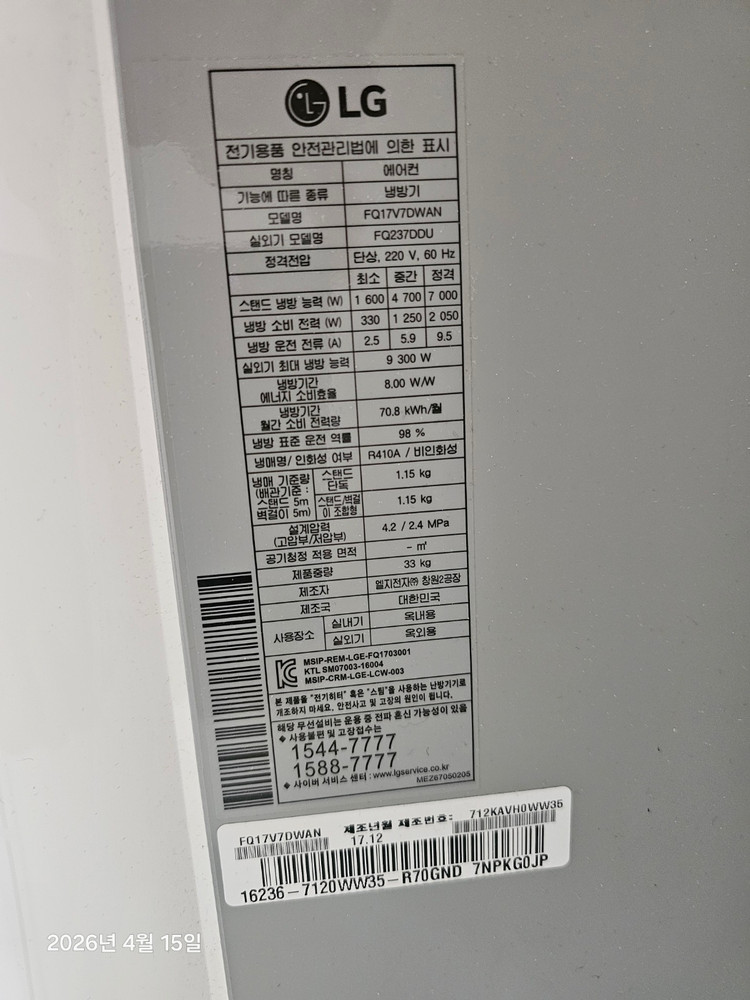 LG
전기용품 안전관리법에 의한 표시
명칭 에어컨
기능에 따른 종류 냉방기
모델명 FQ17V7DWAN
실외기 모델명 FQ237DDU
정격전압 단상, 220 V, 60 Hz
최소 중간 정격
스탠드 냉방 능력 (W) 1 600 4 700 7 000
냉방 소비 전력 (W) 330 1 250 2 050
냉방 운전 전류 (A) 2.5 5.9 9.5
실외기 최대 냉방 능력 9 300 W
냉방기간
에너지 소비효율 8.00 W/W
냉방기간
월간 소비 전력량 70.8 kWh/월
냉방 표준 운전 역률 98 %
냉매명/ 인화성 여부 R410A / 비인화성
냉매 기준량
(배관기준 :
스탠드 5m
벽걸이 5m)
스탠드
단독 1.15 kg
스탠드/벽걸
이 조합형 1.15 kg
설계압력
(고압부/저압부) 4.2 / 2.4 MPa
공기청정 적용 면적 - ㎡
제품중량 33 kg
제조자 엘지전자㈜ 창원2공장
제조국 대한민국
사용장소
실내기 옥내용
실외기 옥외용
MSIP-REM-LGE-FQ1703001
KTL SM07003-16004
MSIP-CRM-LGE-LCW-003
본 제품을 "전기히터" 혹은 "스팀"을 사용하는 난방기기로
개조하지 마세요. 안전사고 및 고장의 원인이 됩니다.
해당 무선설비는 운용 중 전파 혼신 가능성이 있음
◆ 사용불편 및 고장접수는
1544-7777
1588-7777
◆ 사이버 서비스 센터 : www.lgservice.co.kr
MEZ67050205
FQ17V7DWAN 제조년월 제조번호: 712KAVH0WW35
17.12
16236-7120WW35-R70GND 7NPKG0JP
2026년 4월 15일